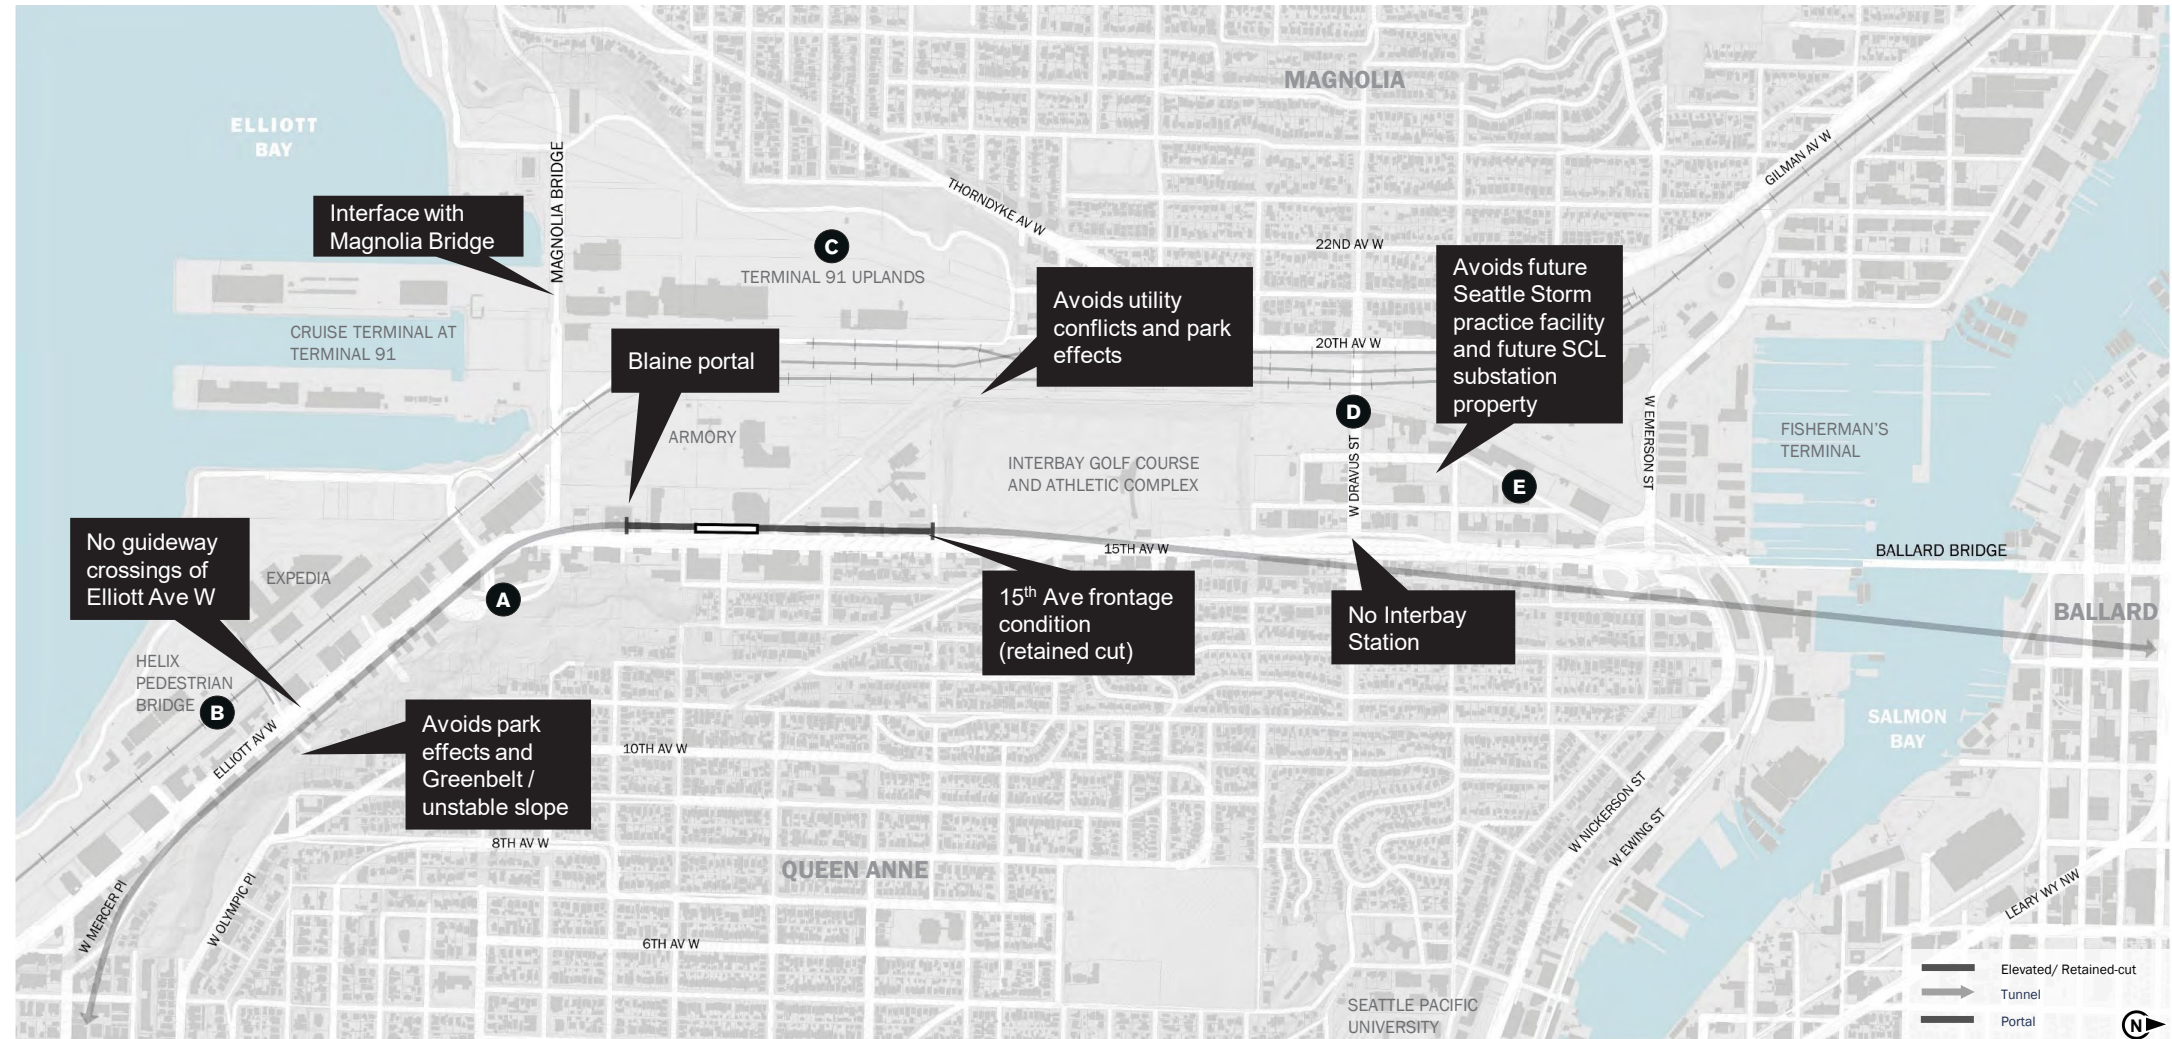 MAGNOLIA
ELLIOTT
BAY
MAGNOLIA BRIDGE
GILMAN AV W
THORNDYKE AV W
Interface with
Magnolia Bridge
C
TERMINAL 91 UPLANDS
22ND AV W
Avoids future
Seattle Storm
practice facility
and future SCL
substation
property
Avoids utility
conflicts and park
effects
CRUISE TERMINAL AT
TERMINAL 91
20TH AV W
Blaine portal
D
W DRAVUS ST
W EMERSON ST
ARMORY
INTERBAY GOLF COURSE
AND ATHLETIC COMPLEX
FISHERMAN'S
TERMINAL
E
No guideway
crossings of
Elliott Ave W
15TH AV W
BALLARD BRIDGE
EXPEDIA
A
15th Ave frontage
condition
(retained cut)
No Interbay
Station
BALLARD
HELIX
PEDESTRIAN
BRIDGE
B
ELLIOTT AV W
Avoids park
effects and
Greenbelt /
unstable slope
10TH AV W
SALMON
BAY
8TH AV W
W NICKERSON ST
W EWING ST
QUEEN ANNE
W MERCER Pl
W OLYMPIC Pl
LEARY WY NW
6TH AV W
SEATTLE PACIFIC
UNIVERSITY
Elevated/ Retained-cut
Tunnel
Portal
N